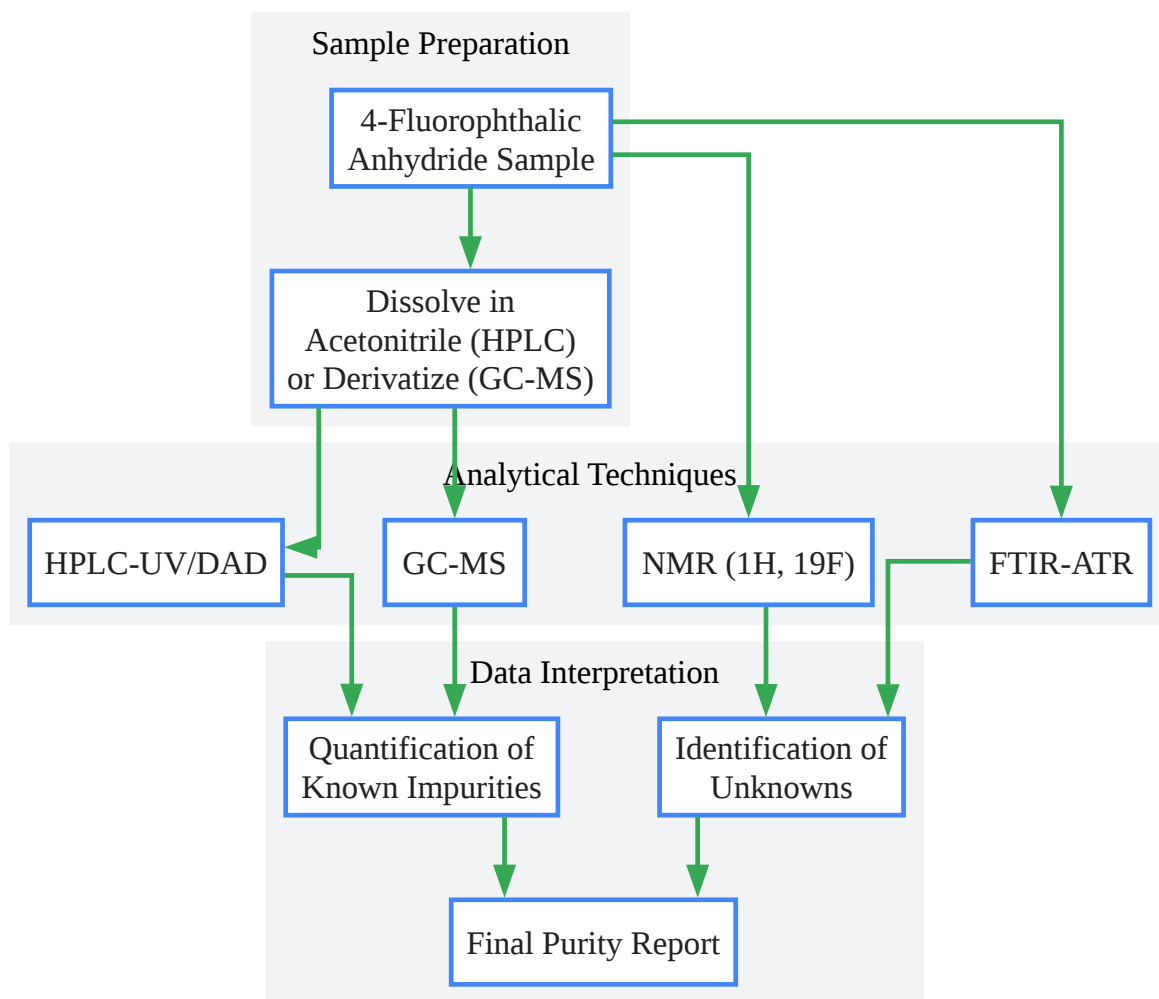 Sample Preparation
4-Fluorophthalic
Anhydride Sample
Dissolve in
Acetonitrile (HPLC)
or Derivatize (GC-MS)
Analytical Techniques
HPLC-UV/DAD
GC-MS
NMR (1H, 19F)
FTIR-ATR
Data Interpretation
Quantification of
Known Impurities
Identification of
Unknowns
Final Purity Report